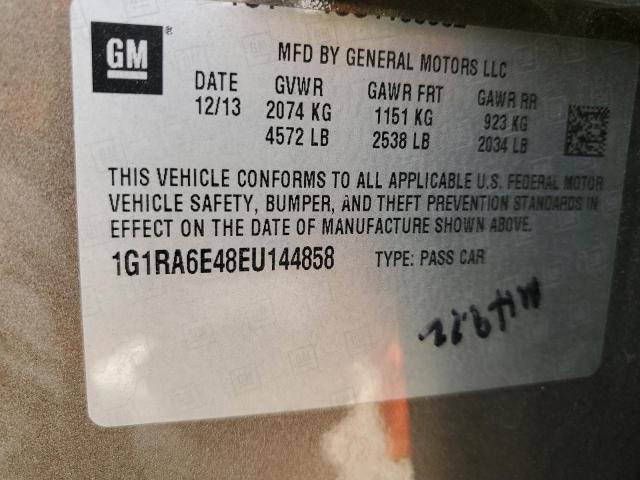 GM
MFD BY GENERAL MOTORS LLC
DATE GVWR GAWR FRT GAWR RR
12/13 2074 KG 1151 KG 923 KG
4572 LB 2538 LB 2034 LB
THIS VEHICLE CONFORMS TO ALL APPLICABLE U.S. FEDERAL MOTOR
VEHICLE SAFETY, BUMPER, AND THEFT PREVENTION STANDARDS IN
EFFECT ON THE DATE OF MANUFACTURE SHOWN ABOVE.
1G1RA6E48EU144858 TYPE: PASS CAR